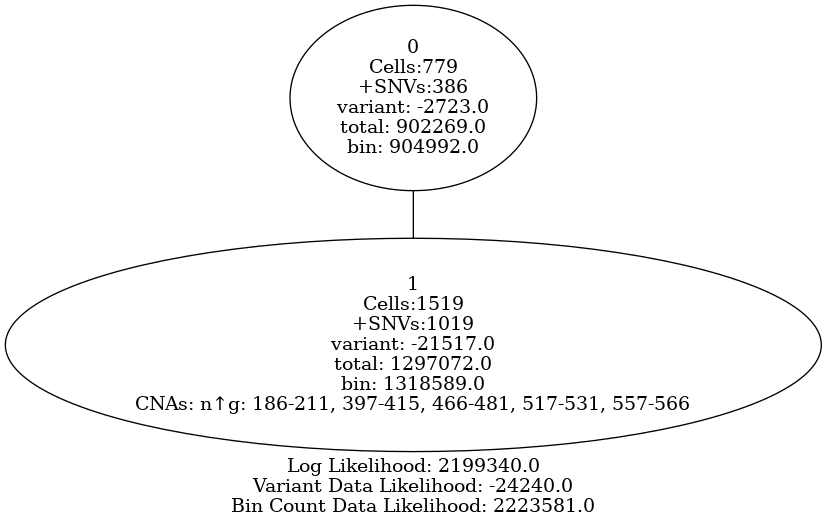 0
Cells:779
+SNVs:386
variant: -2723.0
total: 902269.0
bin: 904992.0
1
Cells:1519
+SNVs:1019
variant: -21517.0
total: 1297072.0
bin: 1318589.0
CNAs: n↑g: 186-211, 397-415, 466-481, 517-531, 557-566
Log Likelihood: 2199340.0
Variant Data Likelihood: -24240.0
Bin Count Data Likelihood: 2223581.0